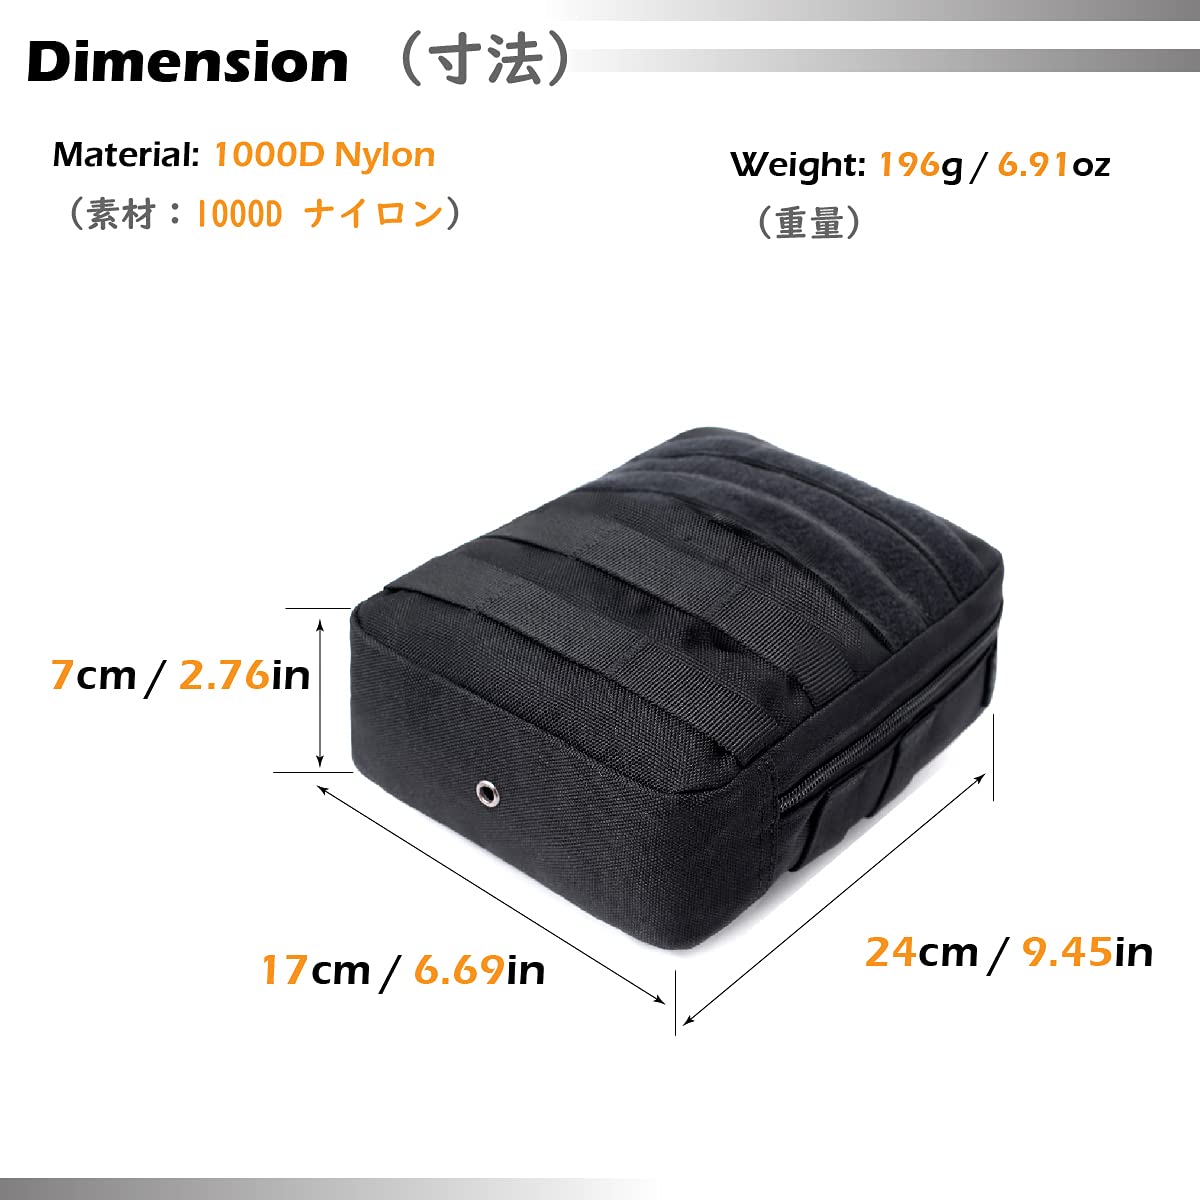 Dimension （寸法）
Material: 1000D Nylon
（素材：1000D ナイロン）
Weight: 196g / 6.91oz
（重量）
7cm / 2.76in
17cm / 6.69in
24cm / 9.45in